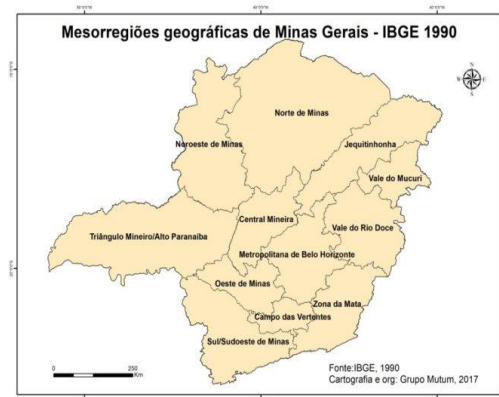 Mesorregiões geográficas de Minas Gerais - IBGE 1990
N
W
E
S
Norte de Minas
Noroeste de Minas
Jequitinhonha
Vale do Mucuri
Central Mineira
Vale do Rio Doce
Triângulo Mineiro/Alto Paranaiba
Metropolitana de Belo Horizonte
Oeste de Minas
Zona da Mata
Campo das Vertentes
Sul/Sudoeste de Minas
0 250
Km
Fonte:IBGE, 1990
Cartografia e org: Grupo Mutum, 2017